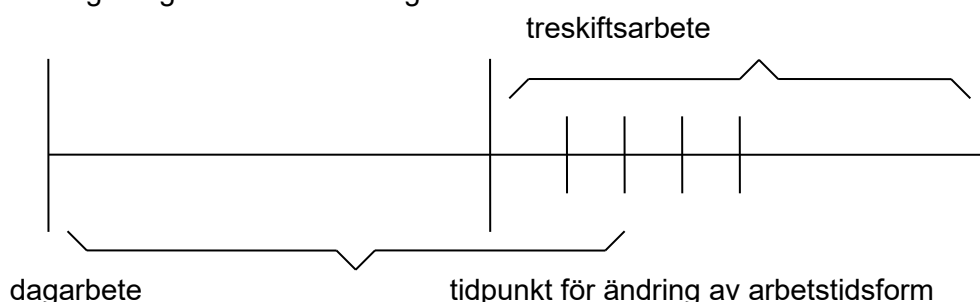 treskiftsarbete
dagarbete tidpunkt för ändring av arbetstidsform